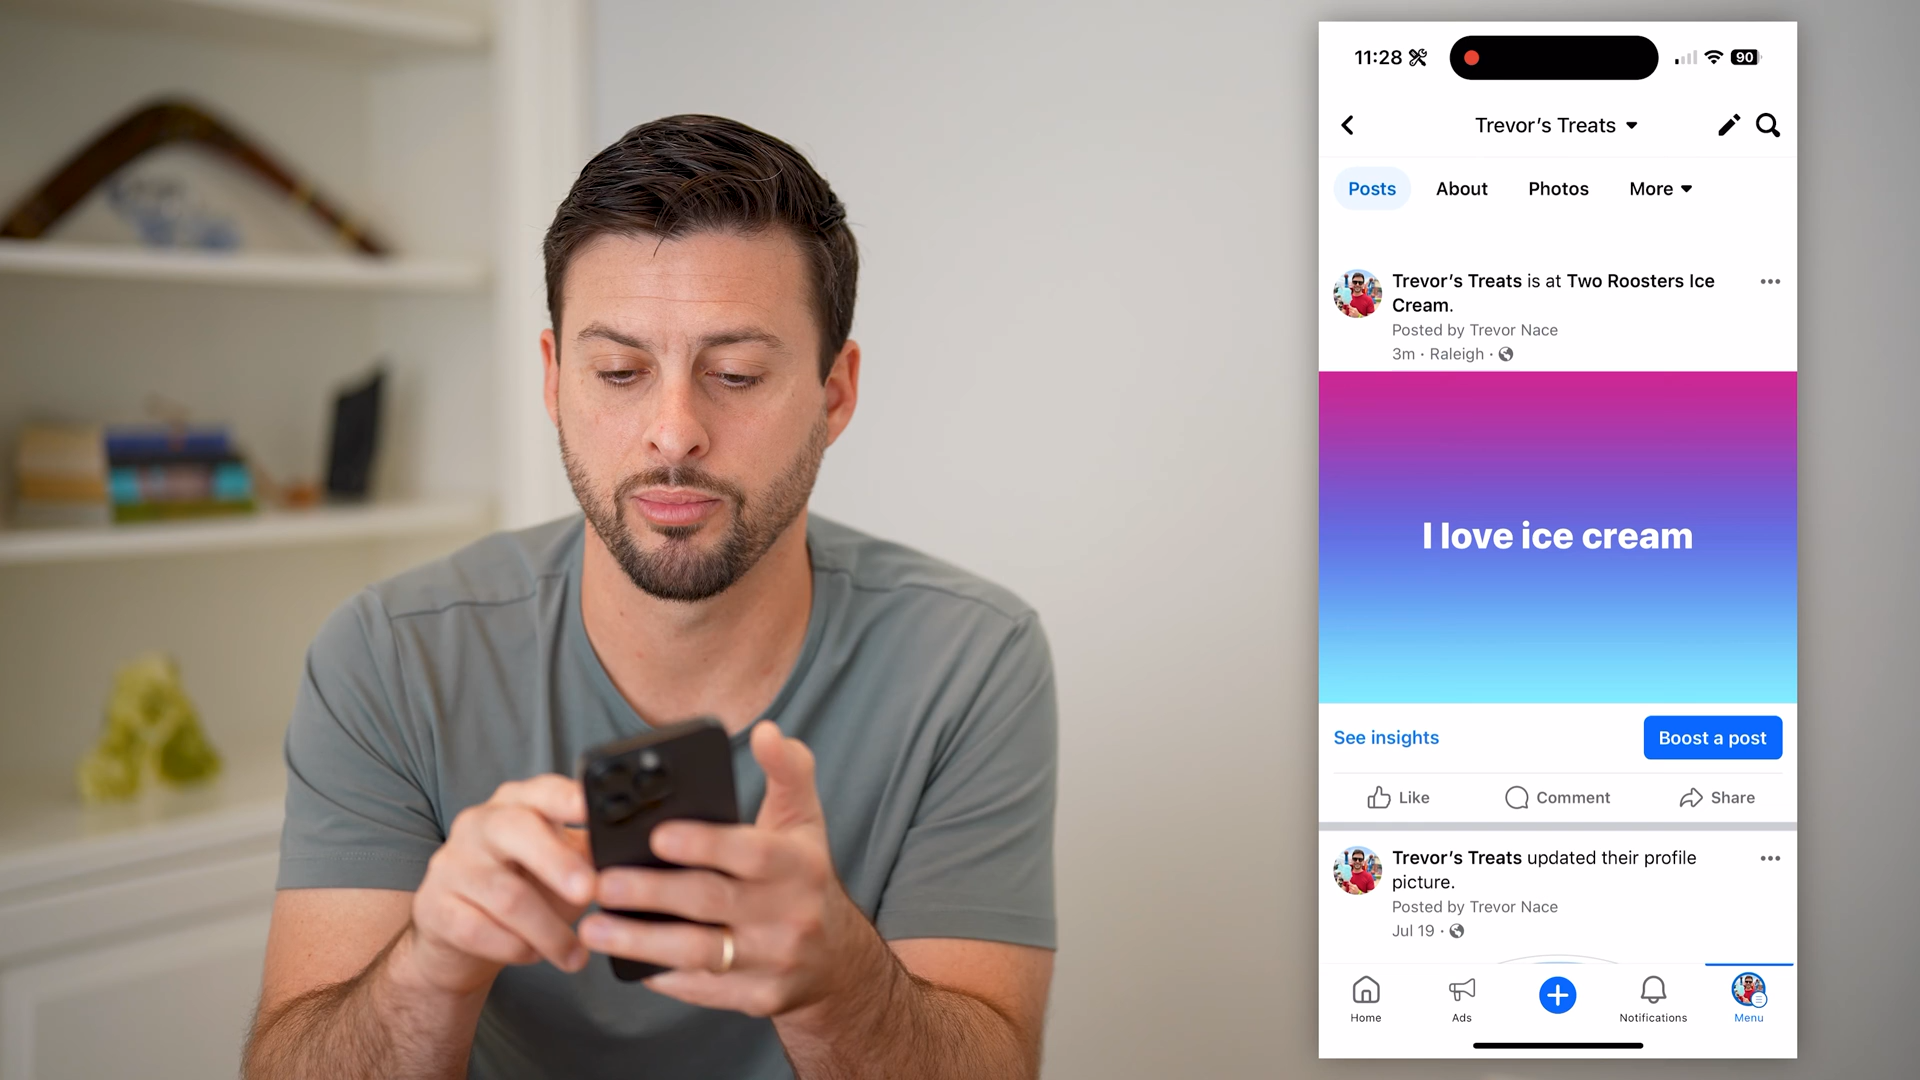 11:28
90
Trevor's Treats
Posts About Photos More
Trevor's Treats is at Two Roosters Ice
Cream.
Posted by Trevor Nace
3m · Raleigh ·
I love ice cream
See insights Boost a post
Like Comment Share
Trevor's Treats updated their profile
picture.
Posted by Trevor Nace
Jul 19 ·
Home Ads Notifications Menu